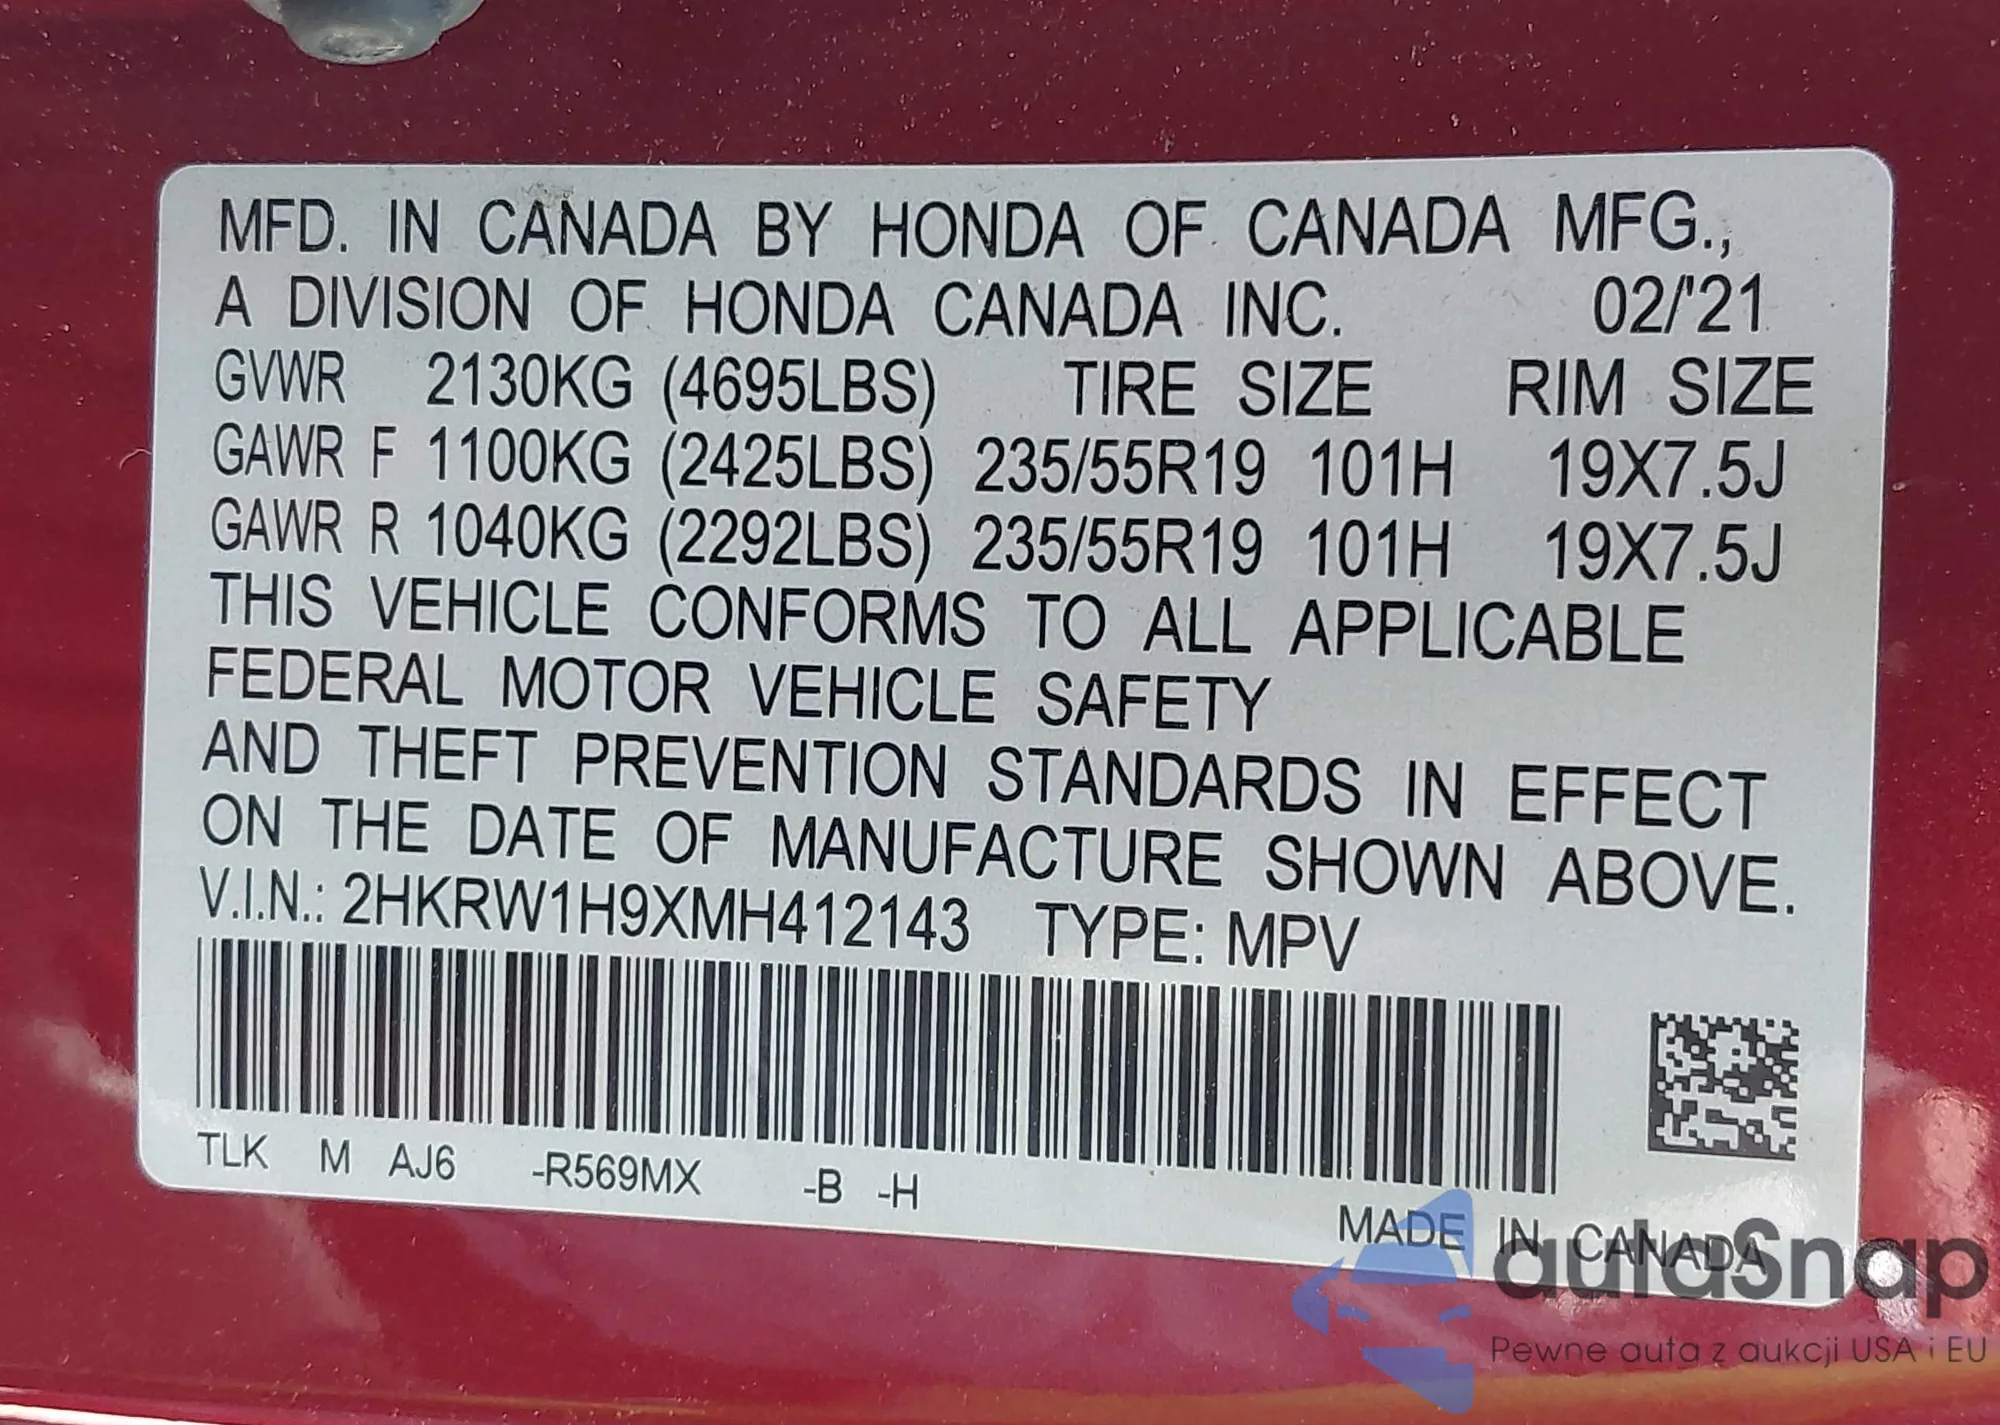 MFD. IN CANADA BY HONDA OF CANADA MFG.,
A DIVISION OF HONDA CANADA INC. 02/'21
GVWR 2130KG (4695LBS) TIRE SIZE RIM SIZE
GAWR F 1100KG (2425LBS) 235/55R19 101H 19X7.5J
GAWR R 1040KG (2292LBS) 235/55R19 101H 19X7.5J
THIS VEHICLE CONFORMS TO ALL APPLICABLE
FEDERAL MOTOR VEHICLE SAFETY
AND THEFT PREVENTION STANDARDS IN EFFECT
ON THE DATE OF MANUFACTURE SHOWN ABOVE.
V.I.N.: 2HKRW1H9XMH412143 TYPE: MPV
TLK M AJ6 -R569MX -B -H
MADE IN CANADA
autaSnap
Pewne auta z aukcji USA i EU